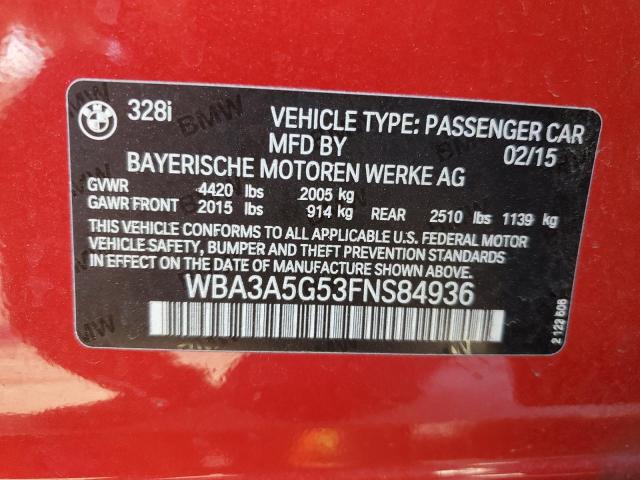 BMW 328i VEHICLE TYPE: PASSENGER CAR
MFD BY 02/15
BAYERISCHE MOTOREN WERKE AG
GVWR 4420 lbs 2005 kg
GAWR FRONT 2015 lbs 914 kg REAR 2510 lbs 1139 kg
THIS VEHICLE CONFORMS TO ALL APPLICABLE U.S. FEDERAL MOTOR
VEHICLE SAFETY, BUMPER AND THEFT PREVENTION STANDARDS
IN EFFECT ON THE DATE OF MANUFACTURE SHOWN ABOVE.
WBA3A5G53FNS84936
2 122 606